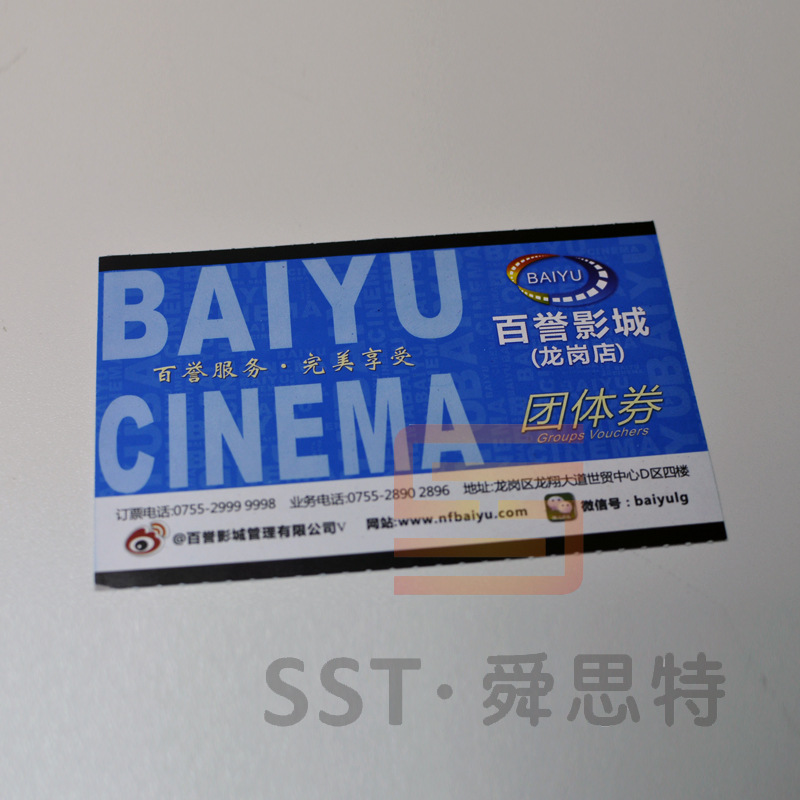 BAIYU
BAIYU
百誉影城
(龙岗店)
百誉服务·完美享受
CINEMA
团体券
Groups Vouchers
订票电话:0755-2999 9998 业务电话:0755-2890 2896 地址:龙岗区龙翔大道世贸中心D区四楼
@百誉影城管理有限公司V 网站:www.nfbaiyu.com 微信号：baiyulg
SST·舜思特